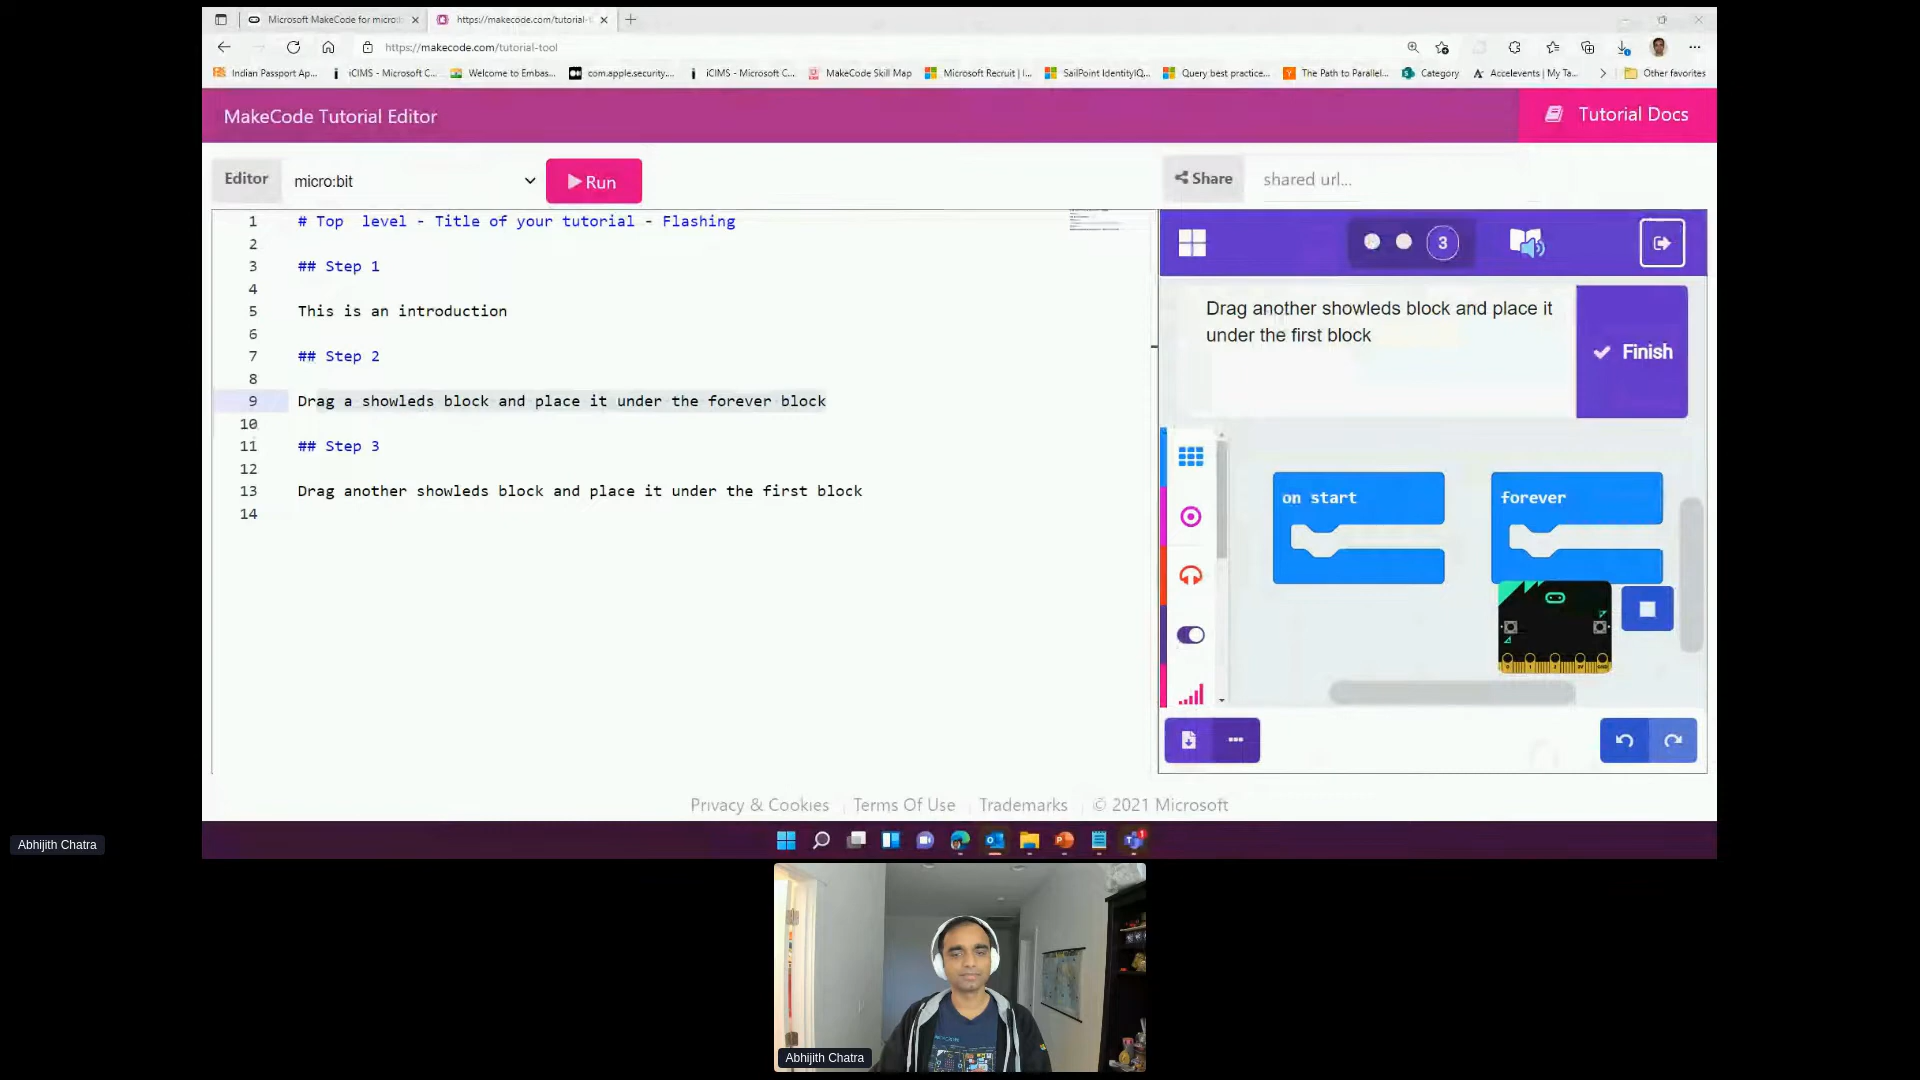 Microsoft MakeCode for micro:
https://makecode.com/tutorial-t
https://makecode.com/tutorial-tool
Indian Passport Ap...
iCIMS - Microsoft C...
Welcome to Embas...
com.apple.security....
iCIMS - Microsoft C...
MakeCode Skill Map
Microsoft Recruit | I...
SailPoint IdentityIQ...
Query best practice...
The Path to Parallel...
Category
Accelevents | My Ta...
Other favorites
MakeCode Tutorial Editor
Tutorial Docs
Editor
micro:bit
Run
Share
shared url...
1 # Top level - Title of your tutorial - Flashing
2
3 ## Step 1
4
5 This is an introduction
6
7 ## Step 2
8
9 Drag a showleds block and place it under the forever block
10
11 ## Step 3
12
13 Drag another showleds block and place it under the first block
14
3
Drag another showleds block and place it
under the first block
Finish
on start
forever
Privacy & Cookies
Terms Of Use
Trademarks
© 2021 Microsoft
Abhijith Chatra
Abhijith Chatra